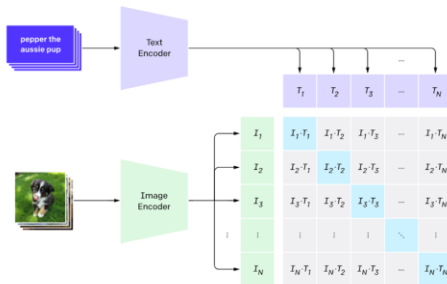 pepper the
aussie pup
Text
Encoder
...
T1 T2 T3 ... TN
I1 I1·T1 I1·T2 I1·T3 ... I1·TN
I2 I2·T1 I2·T2 I2·T3 ... I2·TN
I3 I3·T1 I3·T2 I3·T3 ... I3·TN
⋮ ⋮ ⋮ ⋮ ⋱ ⋮
IN IN·T1 IN·T2 IN·T3 ... IN·TN
Image
Encoder